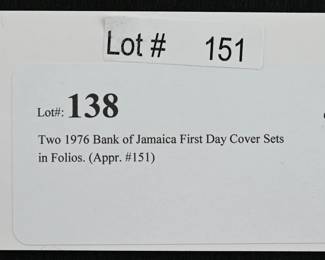 Lot # 151
Lot#: 138
Two 1976 Bank of Jamaica First Day Cover Sets
in Folios. (Appr. #151)